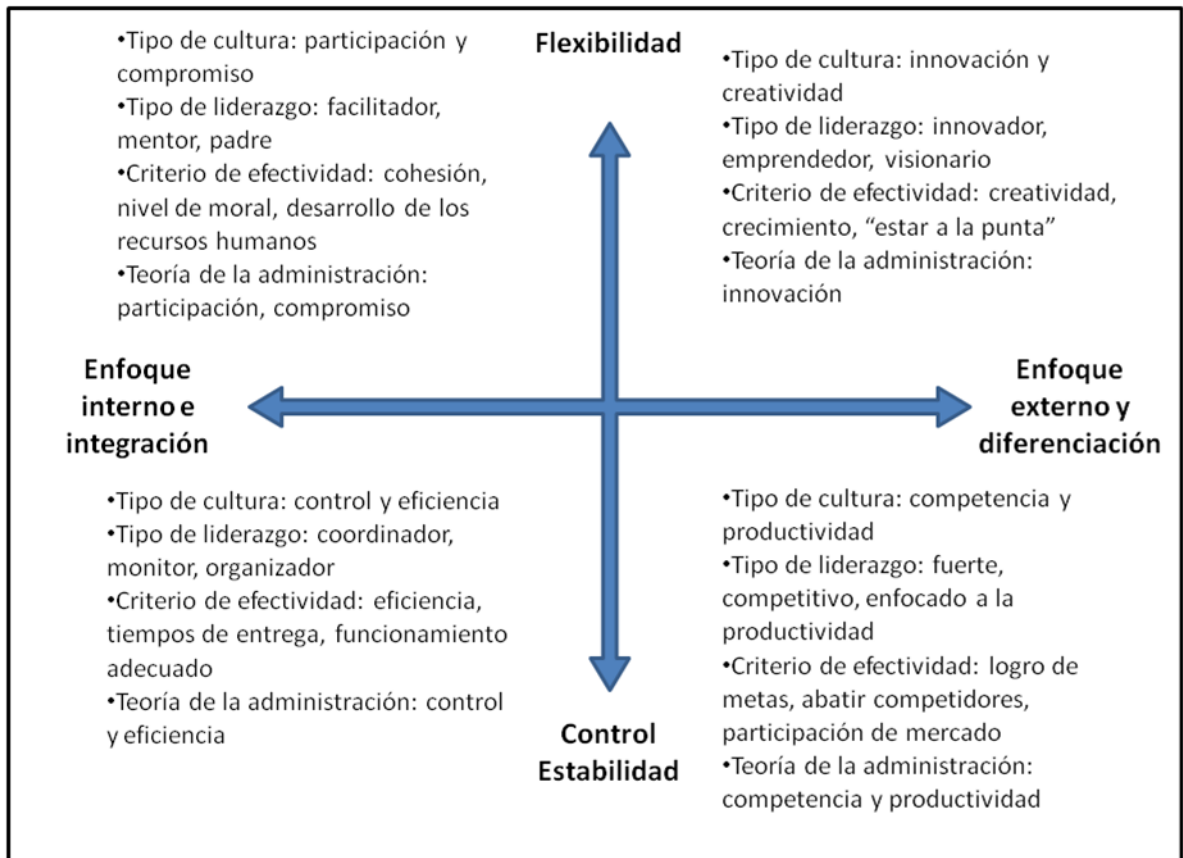 •Tipo de cultura: participación y
compromiso
•Tipo de liderazgo: facilitador,
mentor, padre
•Criterio de efectividad: cohesión,
nivel de moral, desarrollo de los
recursos humanos
•Teoría de la administración:
participación, compromiso
Flexibilidad
•Tipo de cultura: innovación y
creatividad
•Tipo de liderazgo: innovador,
emprendedor, visionario
•Criterio de efectividad: creatividad,
crecimiento, “estar a la punta”
•Teoría de la administración:
innovación
Enfoque
interno e
integración
Enfoque
externo y
diferenciación
•Tipo de cultura: control y eficiencia
•Tipo de liderazgo: coordinador,
monitor, organizador
•Criterio de efectividad: eficiencia,
tiempos de entrega, funcionamiento
adecuado
•Teoría de la administración: control
y eficiencia
Control
Estabilidad
•Tipo de cultura: competencia y
productividad
•Tipo de liderazgo: fuerte,
competitivo, enfocado a la
productividad
•Criterio de efectividad: logro de
metas, abatir competidores,
participación de mercado
•Teoría de la administración:
competencia y productividad